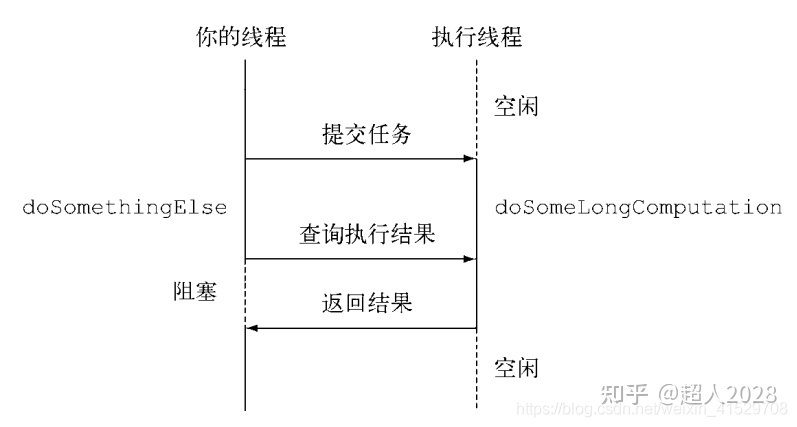 你的线程 执行线程
空闲
提交任务
doSomethingElse doSomeLongComputation
查询执行结果
阻塞
返回结果
空闲
知乎 @超人2028
https://blog.csdn.net/weixin_41529708